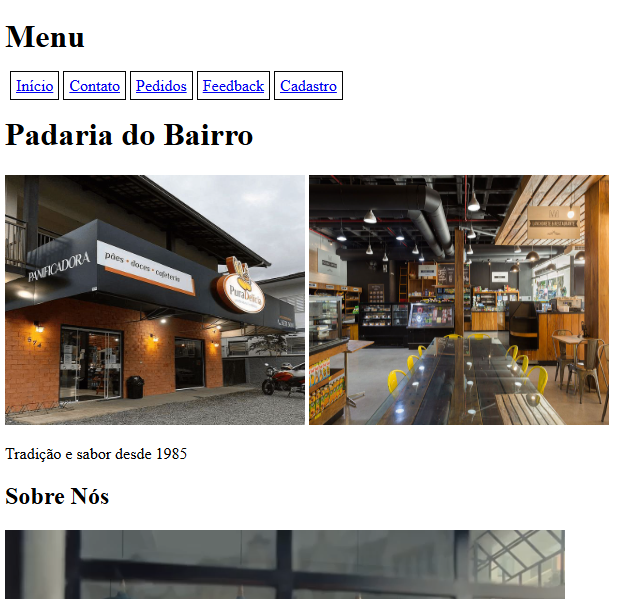 Menu
Início Contato Pedidos Feedback Cadastro
Padaria do Bairro
PANIFICADORA
pães • doces • cafeteria
PuraDelícia
Tradição e sabor desde 1985
Sobre Nós